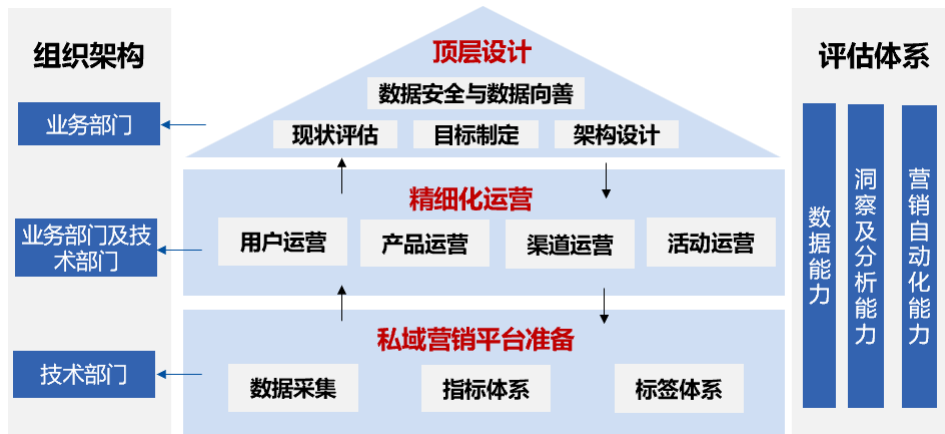 组织架构
业务部门
业务部门及技
术部门
技术部门
顶层设计
数据安全与数据向善
现状评估
目标制定
架构设计
精细化运营
用户运营
产品运营
渠道运营
活动运营
私域营销平台准备
数据采集
指标体系
标签体系
评估体系
数据能力
洞察及分析能力
营销自动化能力